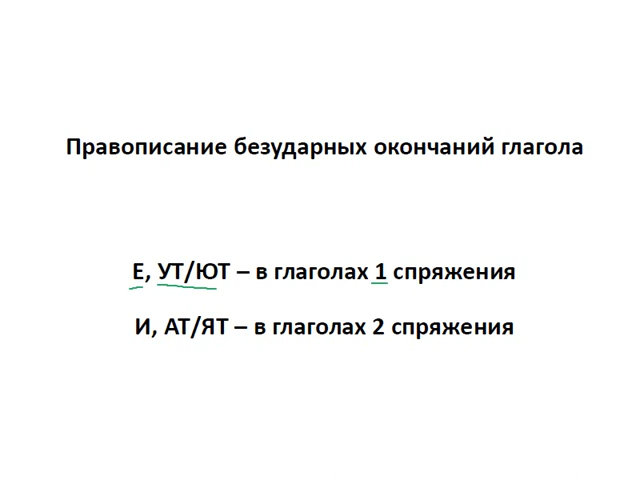 Правописание безударных окончаний глагола
Е, УТ/ЮТ – в глаголах 1 спряжения
И, АТ/ЯТ – в глаголах 2 спряжения